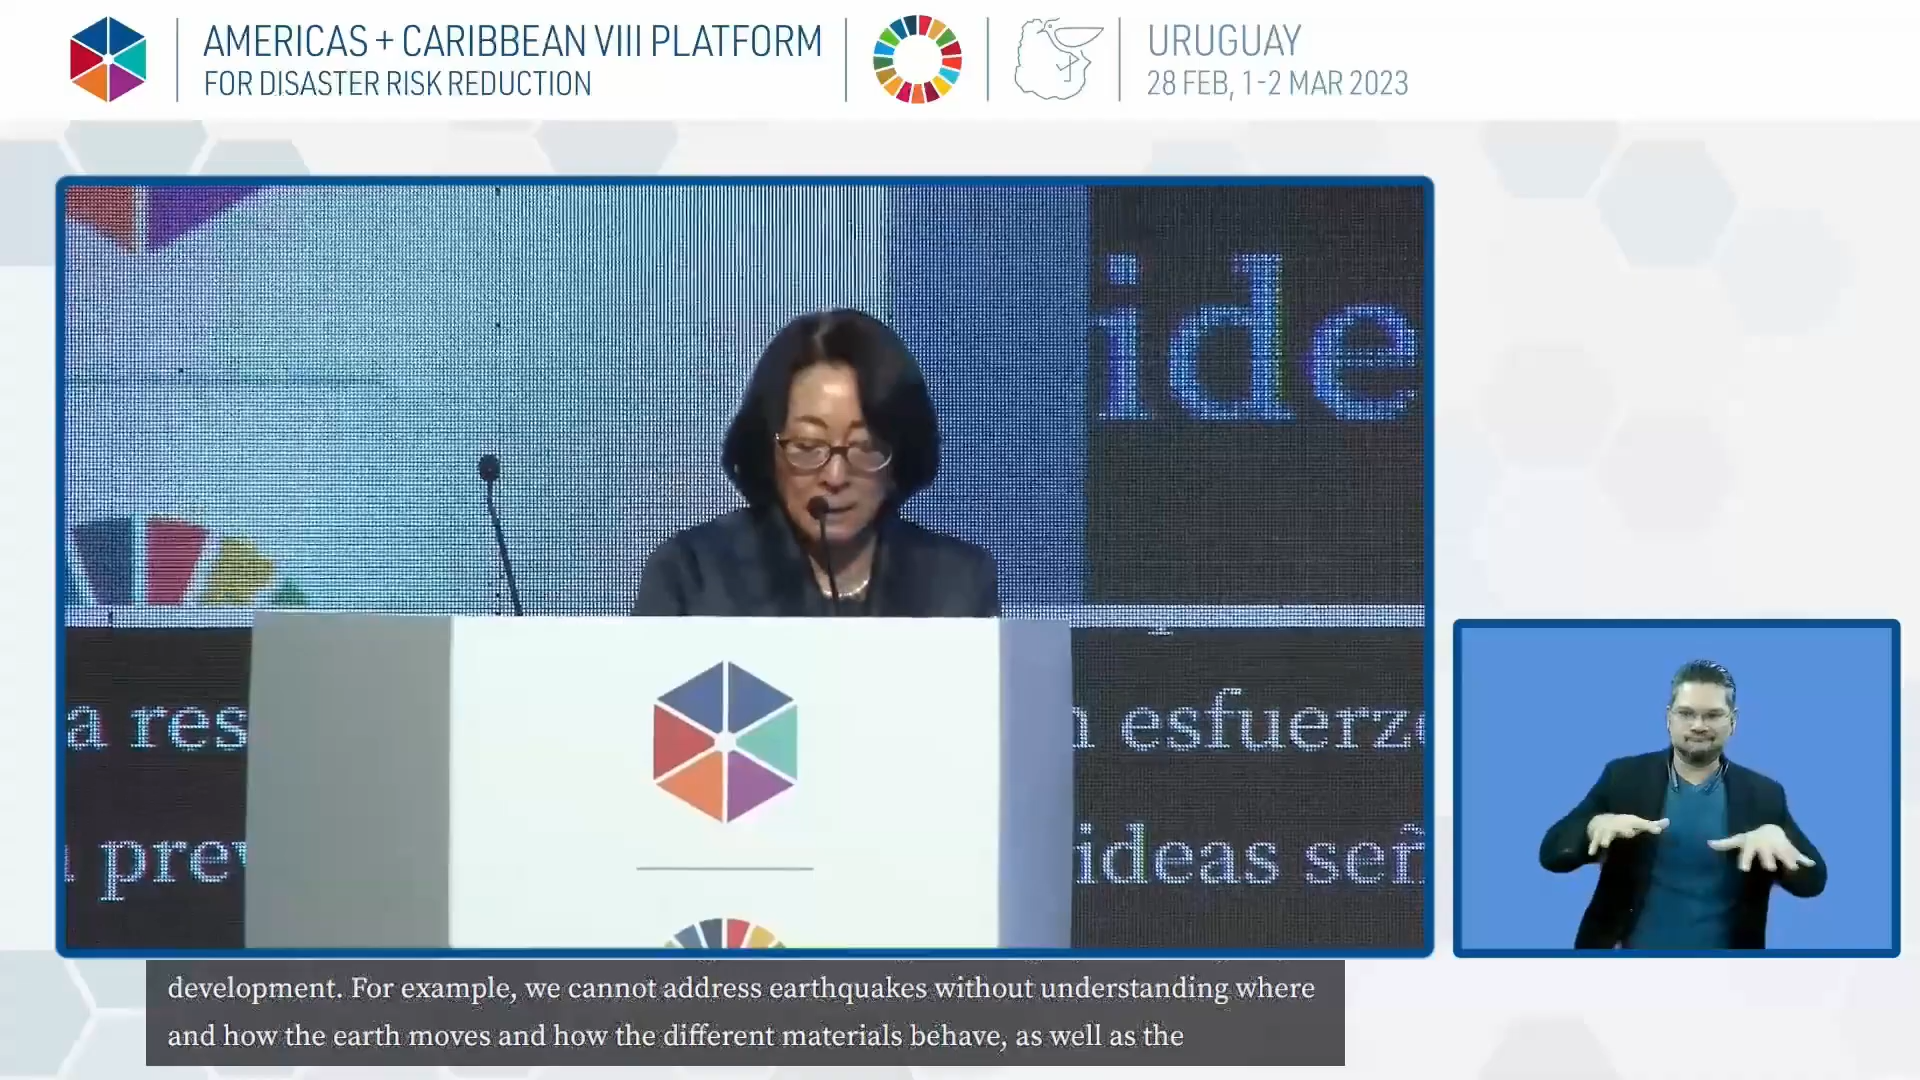 AMERICAS + CARIBBEAN VIII PLATFORM
FOR DISASTER RISK REDUCTION
URUGUAY
28 FEB, 1-2 MAR 2023
ide
a res
esfuerz
pre
ideas señ
development. For example, we cannot address earthquakes without understanding where
and how the earth moves and how the different materials behave, as well as the